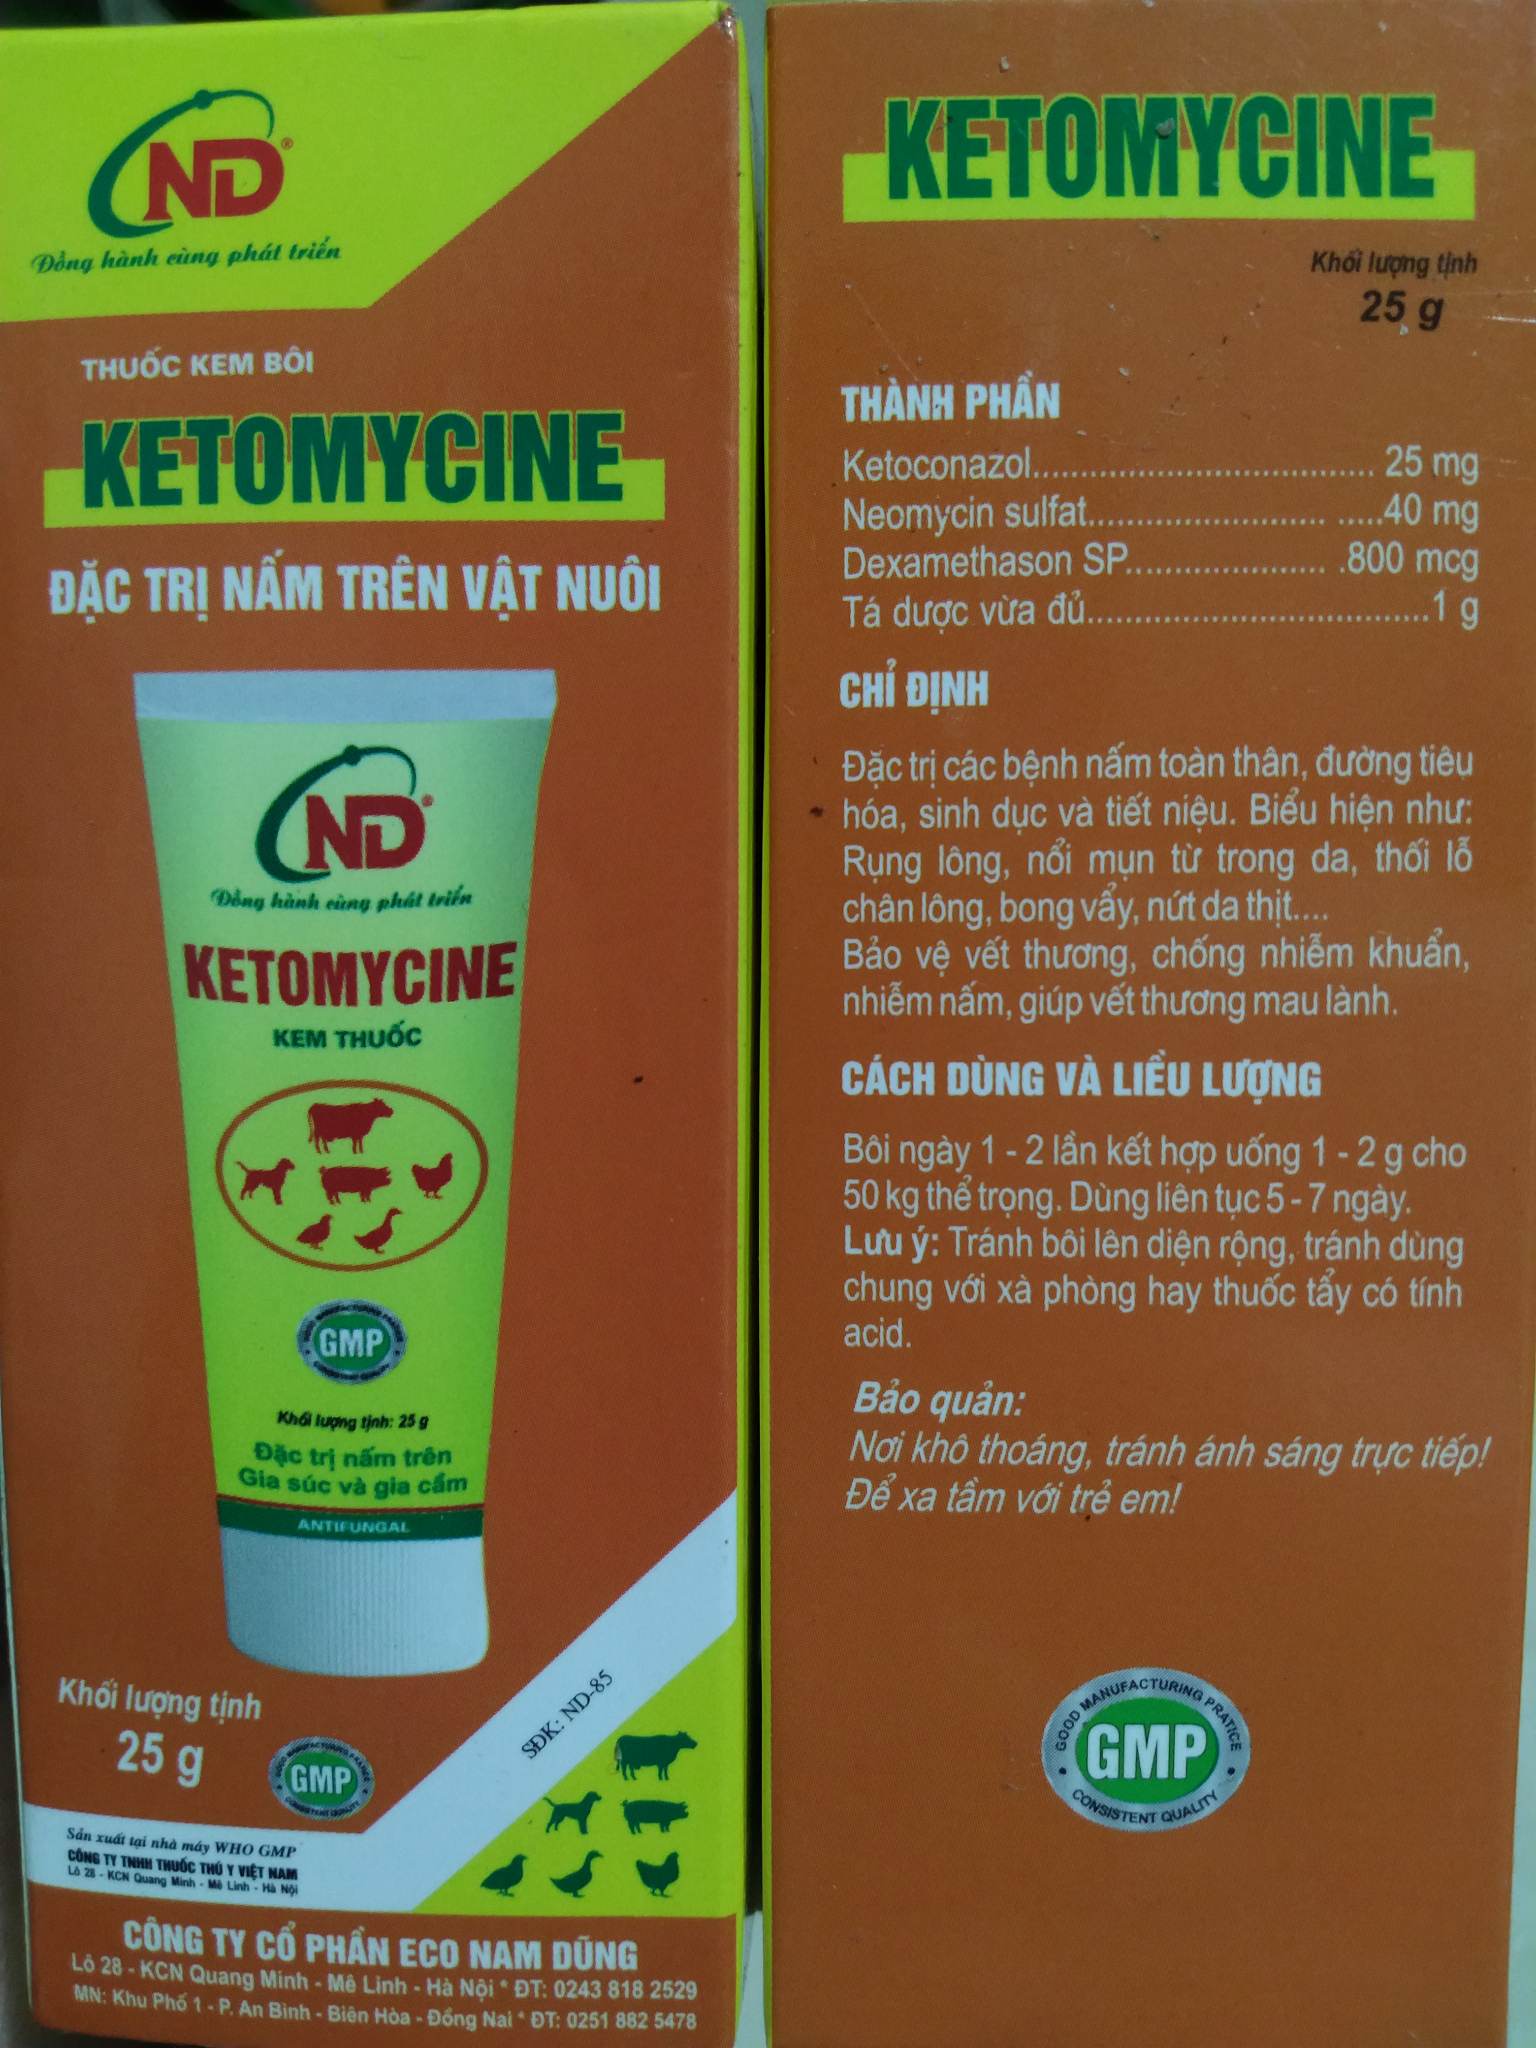 ND®
Đồng hành cùng phát triển
THUỐC KEM BÔI
KETOMYCINE
ĐẶC TRỊ NẤM TRÊN VẬT NUÔI
ND®
Đồng hành cùng phát triển
KETOMYCINE
KEM THUỐC
GMP
Khối lượng tịnh: 25 g
Đặc trị nấm trên
Gia súc và gia cầm
ANTIFUNGAL
Khối lượng tịnh
25 g
GMP
SĐK: ND-85
Sản xuất tại nhà máy WHO GMP
CÔNG TY TNHH THUỐC THÚ Y VIỆT NAM
Lô 28 - KCN Quang Minh - Mê Linh - Hà Nội
CÔNG TY CỔ PHẦN ECO NAM DŨNG
Lô 28 - KCN Quang Minh - Mê Linh - Hà Nội * ĐT: 0243 818 2529
MN: Khu Phố 1 - P. An Bình - Biên Hòa - Đồng Nai * ĐT: 0251 882 5478
KETOMYCINE
Khối lượng tịnh
25 g
THÀNH PHẦN
Ketoconazol.................................... 25 mg
Neomycin sulfat......................... .....40 mg
Dexamethason SP..................... .800 mcg
Tá dược vừa đủ....................................1 g
CHỈ ĐỊNH
Đặc trị các bệnh nấm toàn thân, đường tiêu
hóa, sinh dục và tiết niệu. Biểu hiện như:
Rụng lông, nổi mụn từ trong da, thối lỗ
chân lông, bong vẩy, nứt da thịt....
Bảo vệ vết thương, chống nhiễm khuẩn,
nhiễm nấm, giúp vết thương mau lành.
CÁCH DÙNG VÀ LIỀU LƯỢNG
Bôi ngày 1 - 2 lần kết hợp uống 1 - 2 g cho
50 kg thể trọng. Dùng liên tục 5 - 7 ngày.
Lưu ý: Tránh bôi lên diện rộng, tránh dùng
chung với xà phòng hay thuốc tẩy có tính
acid.
Bảo quản:
Nơi khô thoáng, tránh ánh sáng trực tiếp!
Để xa tầm với trẻ em!
GOOD MANUFACTURING PRATICE
GMP
CONSISTENT QUALITY